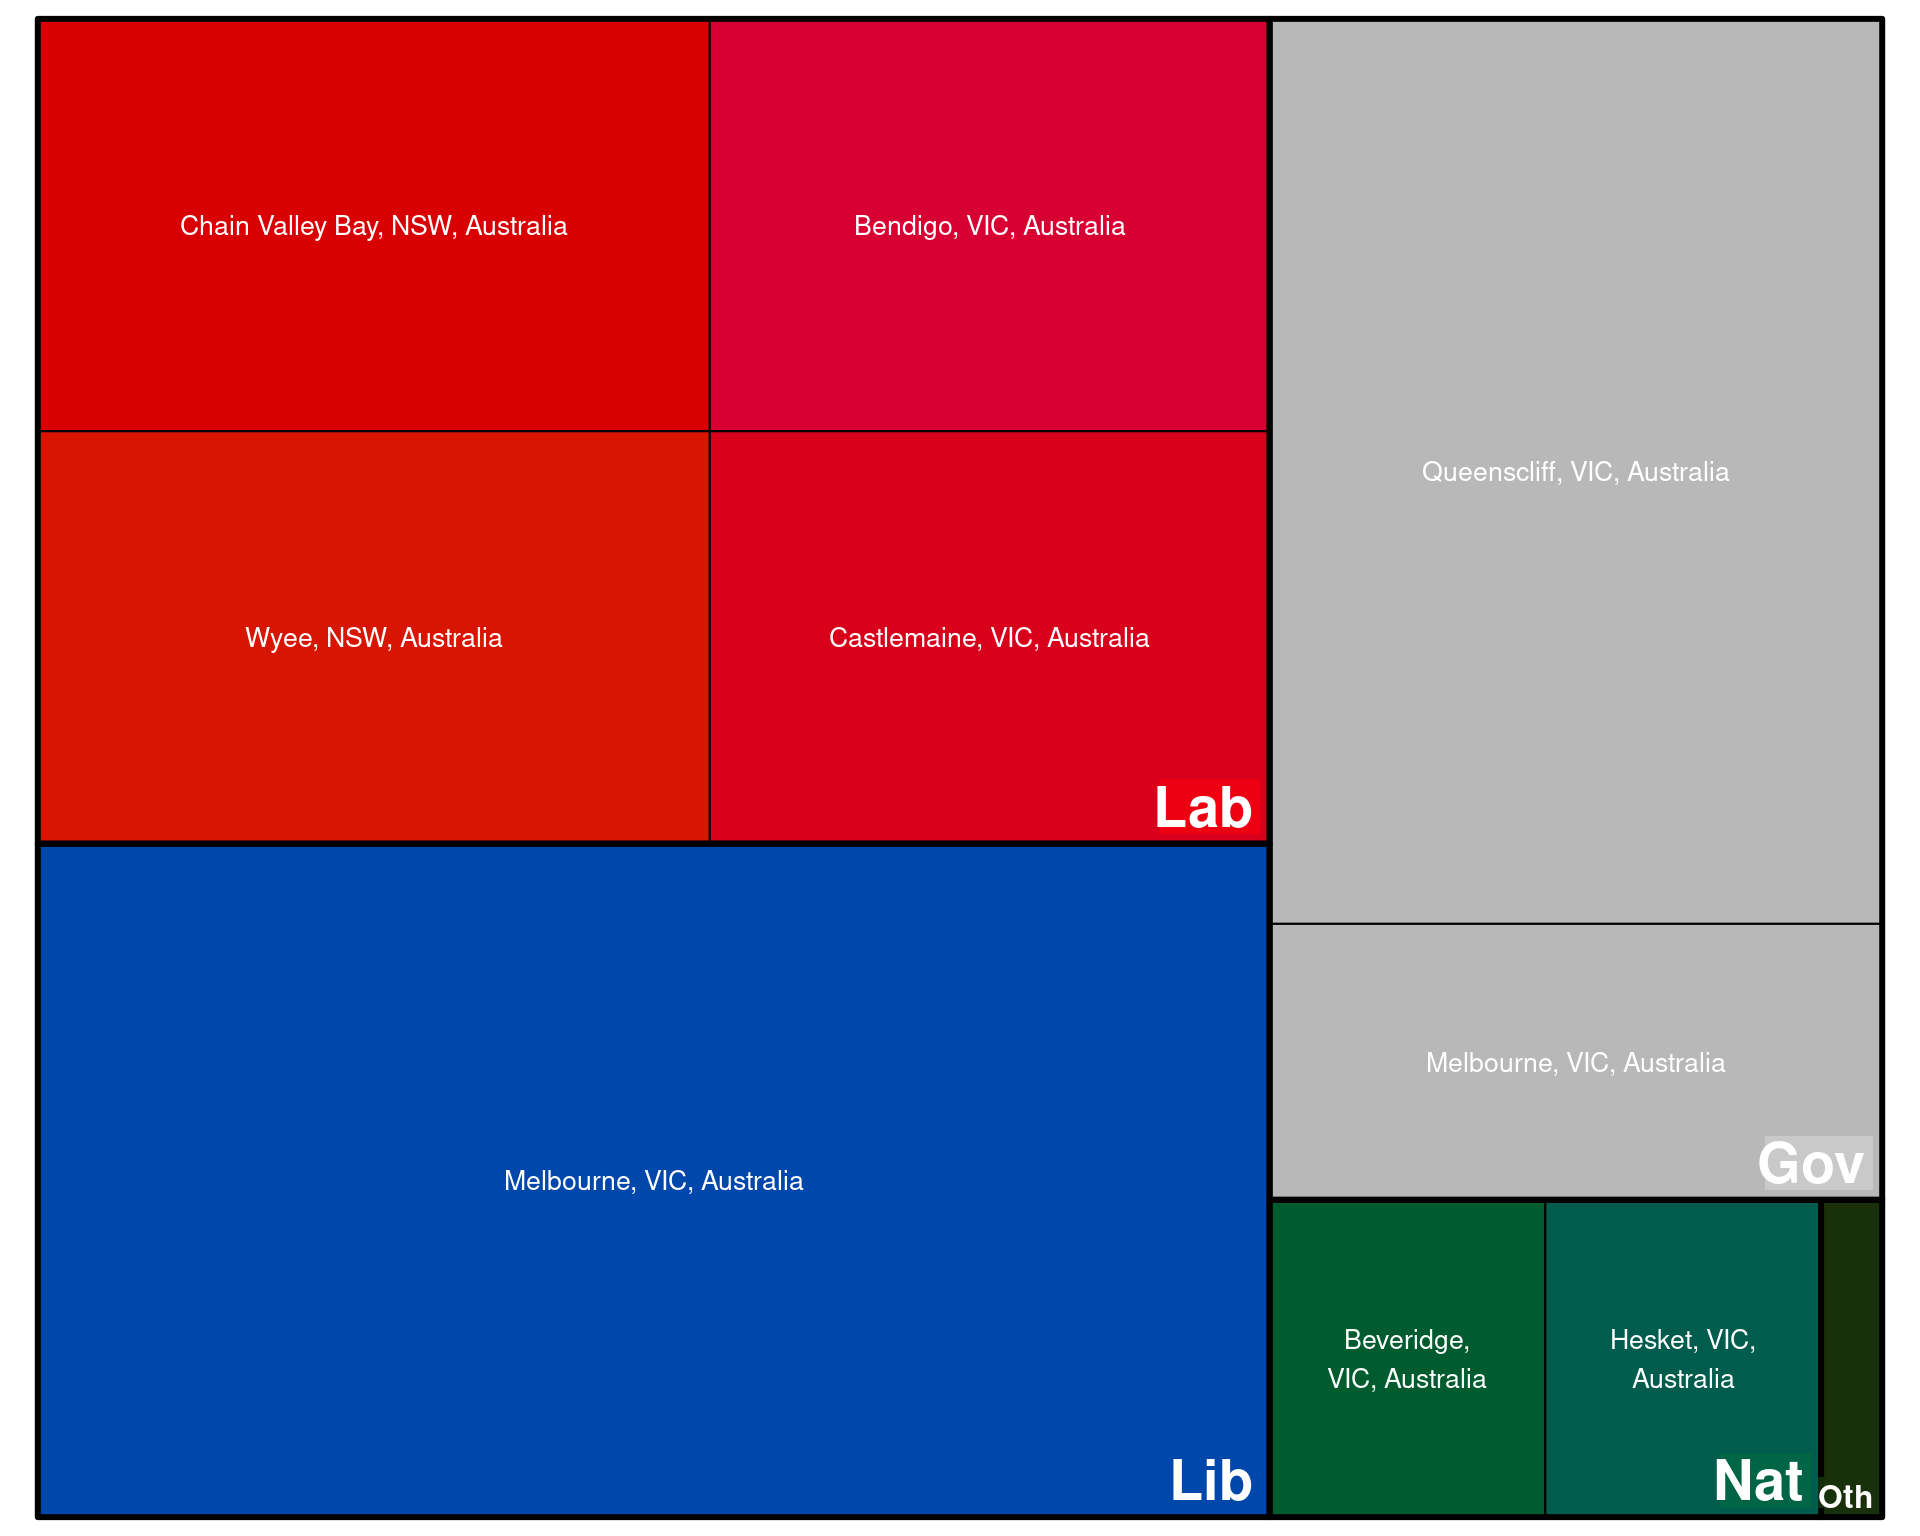 Chain Valley Bay, NSW, Australia
Bendigo, VIC, Australia
Wyee, NSW, Australia
Castlemaine, VIC, Australia
Lab
Melbourne, VIC, Australia
Lib
Queenscliff, VIC, Australia
Melbourne, VIC, Australia
Gov
Beveridge,
VIC, Australia
Hesket, VIC,
Australia
Nat
Oth